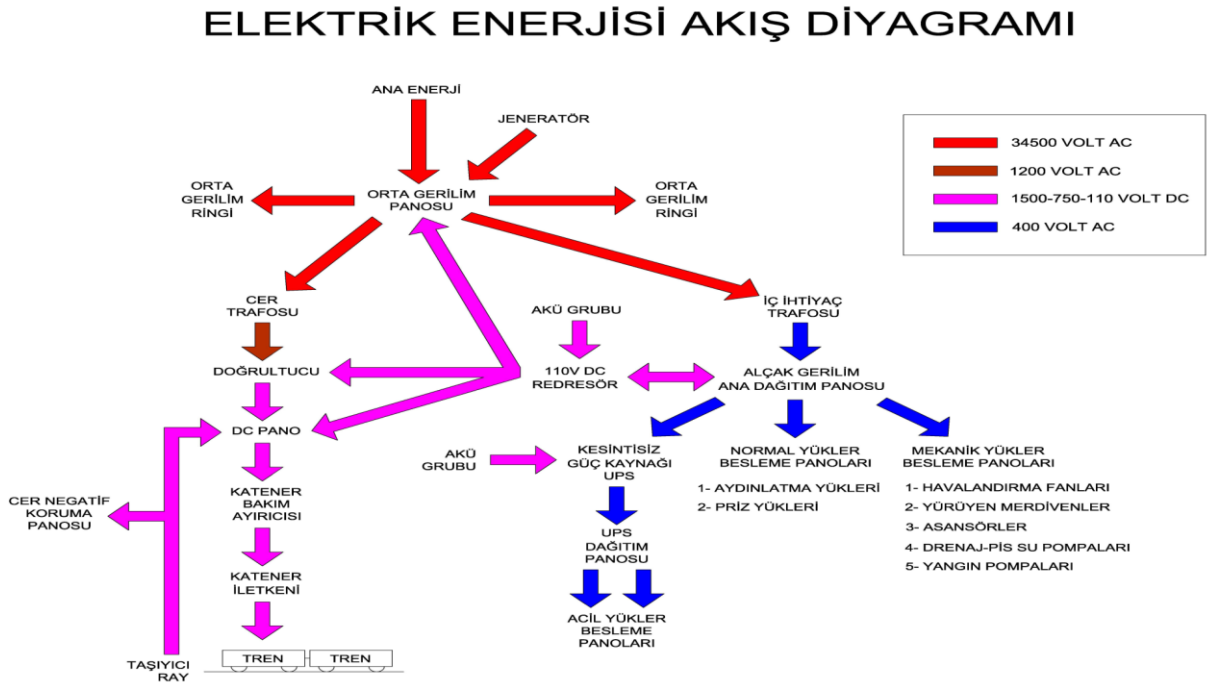 ELEKTRİK ENERJİSİ AKIŞ DİYAGRAMI
ANA ENERJİ
JENERATÖR
34500 VOLT AC
1200 VOLT AC
1500-750-110 VOLT DC
400 VOLT AC
ORTA
GERİLİM
RİNGİ
ORTA GERİLİM
PANOSU
ORTA
GERİLİM
RİNGİ
CER
TRAFOSU
AKÜ GRUBU
İÇ İHTİYAÇ
TRAFOSU
DOĞRULTUCU
110V DC
REDRESÖR
ALÇAK GERİLİM
ANA DAĞITIM PANOSU
DC PANO
AKÜ
GRUBU
KESİNTİSİZ
GÜÇ KAYNAĞI
UPS
NORMAL YÜKLER
BESLEME PANOLARI
1- AYDINLATMA YÜKLERİ
2- PRİZ YÜKLERİ
MEKANİK YÜKLER
BESLEME PANOLARI
1- HAVALANDIRMA FANLARI
2- YÜRÜYEN MERDİVENLER
3- ASANSÖRLER
4- DRENAJ-PİS SU POMPALARI
5- YANGIN POMPALARI
CER NEGATİF
KORUMA
PANOSU
KATENER
BAKIM
AYIRICISI
UPS
DAĞITIM
PANOSU
KATENER
İLETKENİ
ACİL YÜKLER
BESLEME
PANOLARI
TAŞIYICI
RAY
TREN
TREN